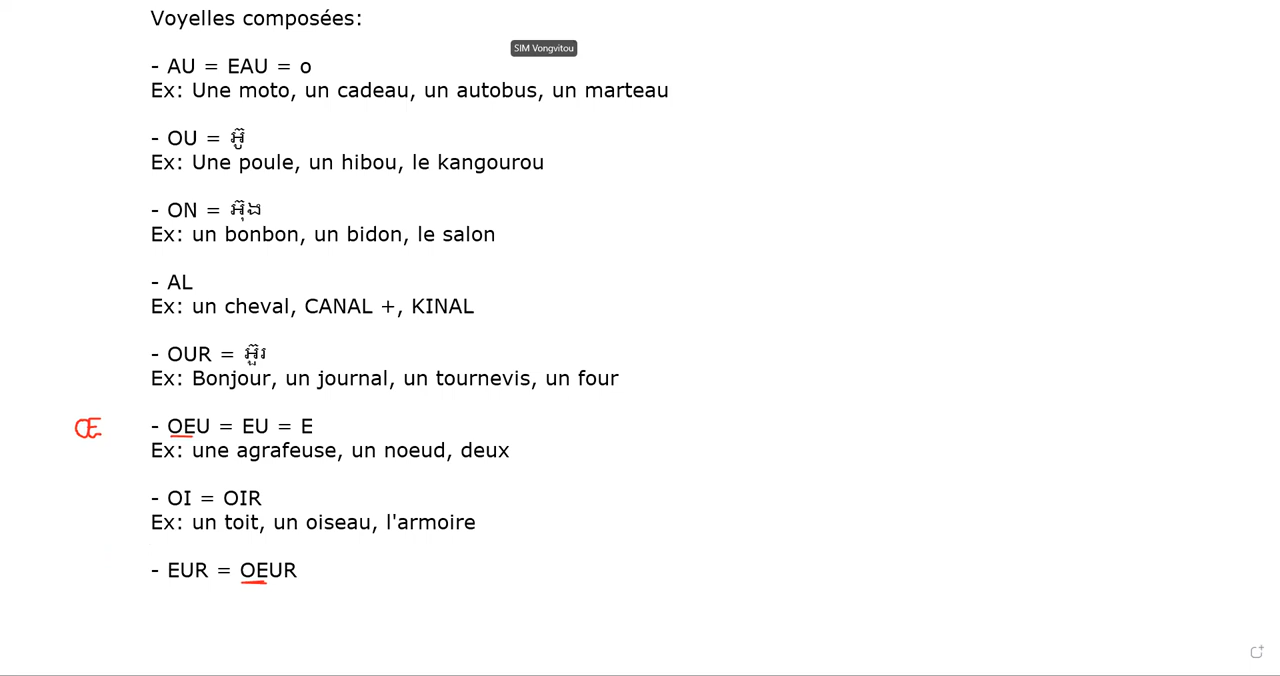 Voyelles composées:
SIM Vongvitou
- AU = EAU = o
Ex: Une moto, un cadeau, un autobus, un marteau
- OU = អ៊ូ
Ex: Une poule, un hibou, le kangourou
- ON = អ៊ុង
Ex: un bonbon, un bidon, le salon
- AL
Ex: un cheval, CANAL +, KINAL
- OUR = អ៊ួរ
Ex: Bonjour, un journal, un tournevis, un four
Œ
- OEU = EU = E
Ex: une agrafeuse, un noeud, deux
- OI = OIR
Ex: un toit, un oiseau, l'armoire
- EUR = OEUR